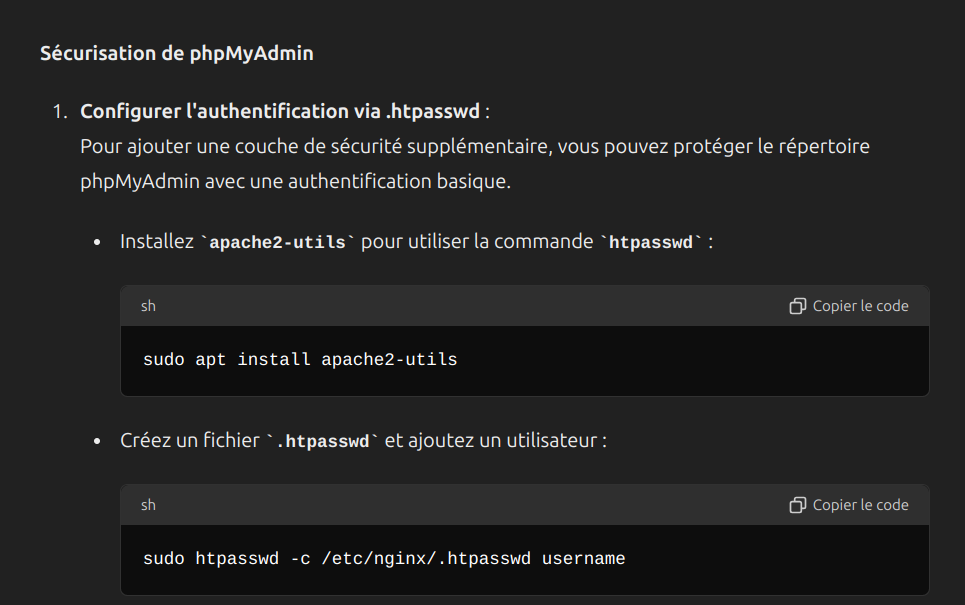 Sécurisation de phpMyAdmin
1. Configurer l'authentification via .htpasswd :
Pour ajouter une couche de sécurité supplémentaire, vous pouvez protéger le répertoire
phpMyAdmin avec une authentification basique.
• Installez `apache2-utils` pour utiliser la commande `htpasswd` :
sh Copier le code
sudo apt install apache2-utils
• Créez un fichier `.htpasswd` et ajoutez un utilisateur :
sh Copier le code
sudo htpasswd -c /etc/nginx/.htpasswd username